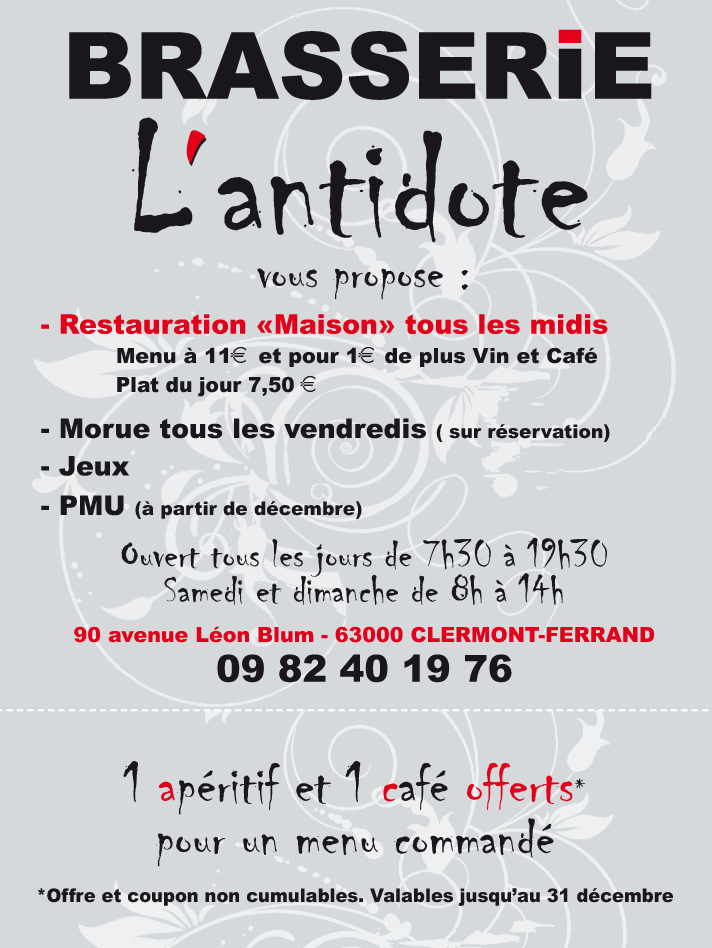 BRASSERiE
L'antidote
vous propose :
- Restauration «Maison» tous les midis
Menu à 11€ et pour 1€ de plus Vin et Café
Plat du jour 7,50 €
- Morue tous les vendredis ( sur réservation)
- Jeux
- PMU (à partir de décembre)
Ouvert tous les jours de 7h30 à 19h30
Samedi et dimanche de 8h à 14h
90 avenue Léon Blum - 63000 CLERMONT-FERRAND
09 82 40 19 76
1 apéritif et 1 café offerts*
pour un menu commandé
*Offre et coupon non cumulables. Valables jusqu'au 31 décembre